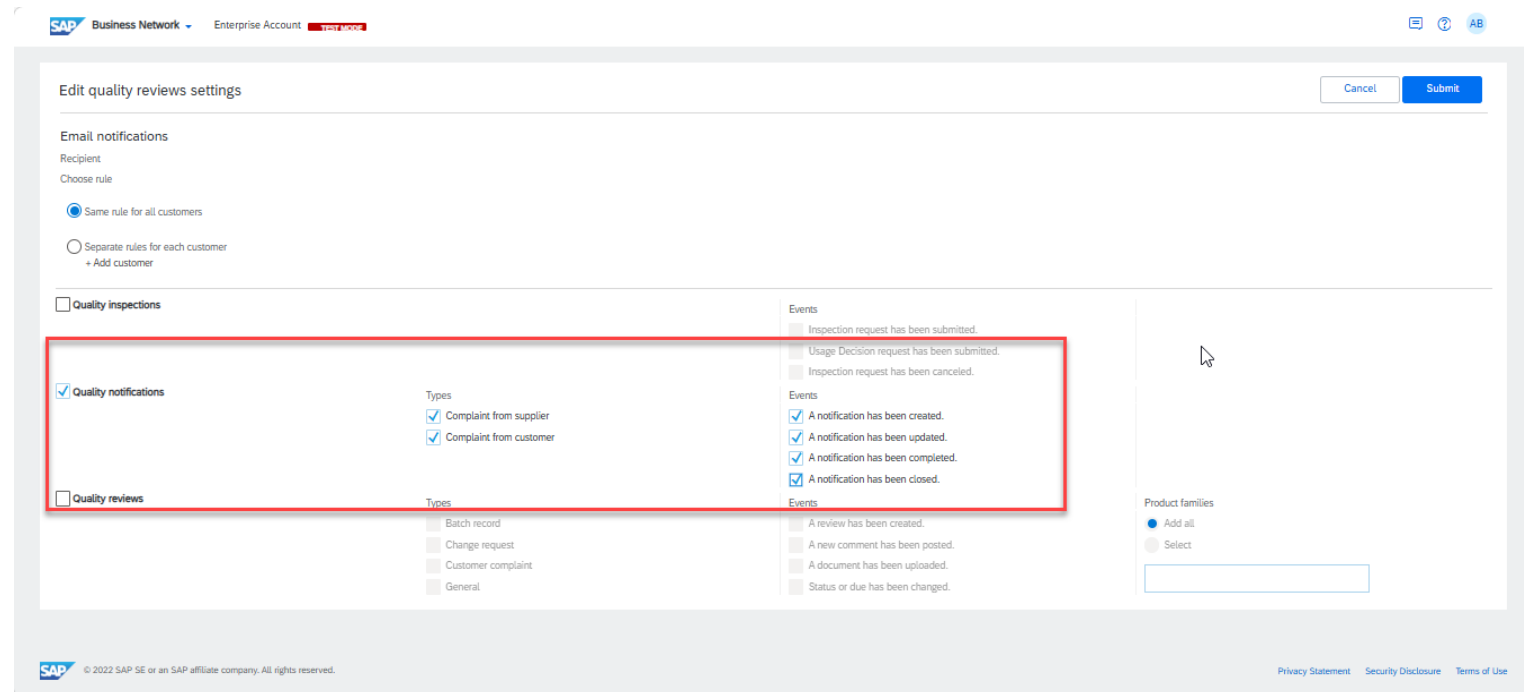 SAP Business Network Enterprise Account TEST MODE
AB
Edit quality reviews settings
Cancel Submit
Email notifications
Recipient
Choose rule
Same rule for all customers
Separate rules for each customer
+ Add customer
Quality inspections
Events
Inspection request has been submitted.
Usage Decision request has been submitted.
Inspection request has been canceled.
Quality notifications
Types
Complaint from supplier
Complaint from customer
Events
A notification has been created.
A notification has been updated.
A notification has been completed.
A notification has been closed.
Quality reviews
Types
Batch record
Change request
Customer complaint
General
Events
A review has been created.
A new comment has been posted.
A document has been uploaded.
Status or due has been changed.
Product families
Add all
Select
SAP © 2022 SAP SE or an SAP affiliate company. All rights reserved.
Privacy Statement Security Disclosure Terms of Use